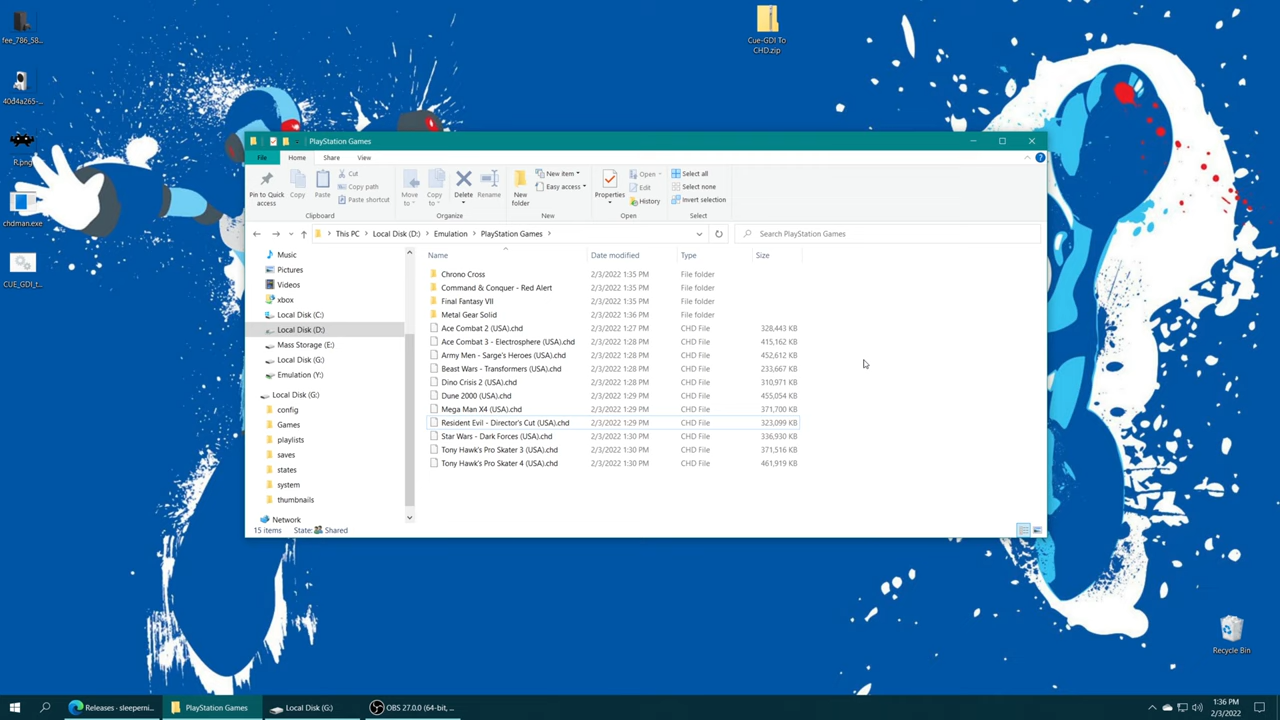 fee_786_58...
40d4a265-...
R.png
chdman.exe
CUE_GDI_t...
Cue-GDI To
CHD.zip
Recycle Bin
PlayStation Games
File Home Share View
Pin to Quick
access
Copy
Paste
Cut
Copy path
Paste shortcut
Clipboard
Move
to
Copy
to
Delete
Rename
Organize
New
folder
New item
Easy access
New
Properties
Open
Edit
History
Open
Select all
Select none
Invert selection
Select
This PC Local Disk (D:) Emulation PlayStation Games
Search PlayStation Games
Music
Pictures
Videos
xbox
Local Disk (C:)
Local Disk (D:)
Mass Storage (E:)
Local Disk (G:)
Emulation (Y:)
Local Disk (G:)
config
Games
playlists
saves
states
system
thumbnails
Network
Name Date modified Type Size
Chrono Cross 2/3/2022 1:35 PM File folder
Command & Conquer - Red Alert 2/3/2022 1:35 PM File folder
Final Fantasy VII 2/3/2022 1:35 PM File folder
Metal Gear Solid 2/3/2022 1:36 PM File folder
Ace Combat 2 (USA).chd 2/3/2022 1:27 PM CHD File 328,443 KB
Ace Combat 3 - Electrosphere (USA).chd 2/3/2022 1:28 PM CHD File 415,162 KB
Army Men - Sarge's Heroes (USA).chd 2/3/2022 1:28 PM CHD File 452,612 KB
Beast Wars - Transformers (USA).chd 2/3/2022 1:28 PM CHD File 233,667 KB
Dino Crisis 2 (USA).chd 2/3/2022 1:28 PM CHD File 310,971 KB
Dune 2000 (USA).chd 2/3/2022 1:29 PM CHD File 455,054 KB
Mega Man X4 (USA).chd 2/3/2022 1:29 PM CHD File 371,700 KB
Resident Evil - Director's Cut (USA).chd 2/3/2022 1:29 PM CHD File 323,099 KB
Star Wars - Dark Forces (USA).chd 2/3/2022 1:30 PM CHD File 336,930 KB
Tony Hawk's Pro Skater 3 (USA).chd 2/3/2022 1:30 PM CHD File 371,516 KB
Tony Hawk's Pro Skater 4 (USA).chd 2/3/2022 1:30 PM CHD File 461,919 KB
15 items State: Shared
Releases - sleeperni...
PlayStation Games
Local Disk (G:)
OBS 27.0.0 (64-bit, ...
1:36 PM
2/3/2022